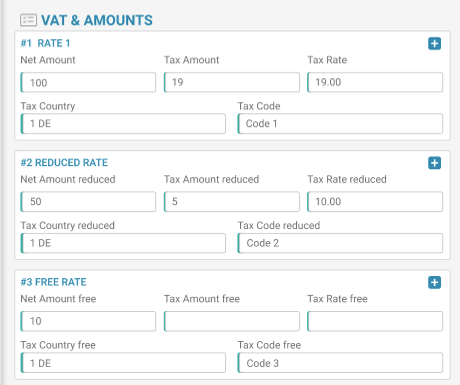 VAT & AMOUNTS
#1 RATE 1
Net Amount Tax Amount Tax Rate
100 19 19.00
Tax Country Tax Code
1 DE Code 1
#2 REDUCED RATE
Net Amount reduced Tax Amount reduced Tax Rate reduced
50 5 10.00
Tax Country reduced Tax Code reduced
1 DE Code 2
#3 FREE RATE
Net Amount free Tax Amount free Tax Rate free
10
Tax Country free Tax Code free
1 DE Code 3